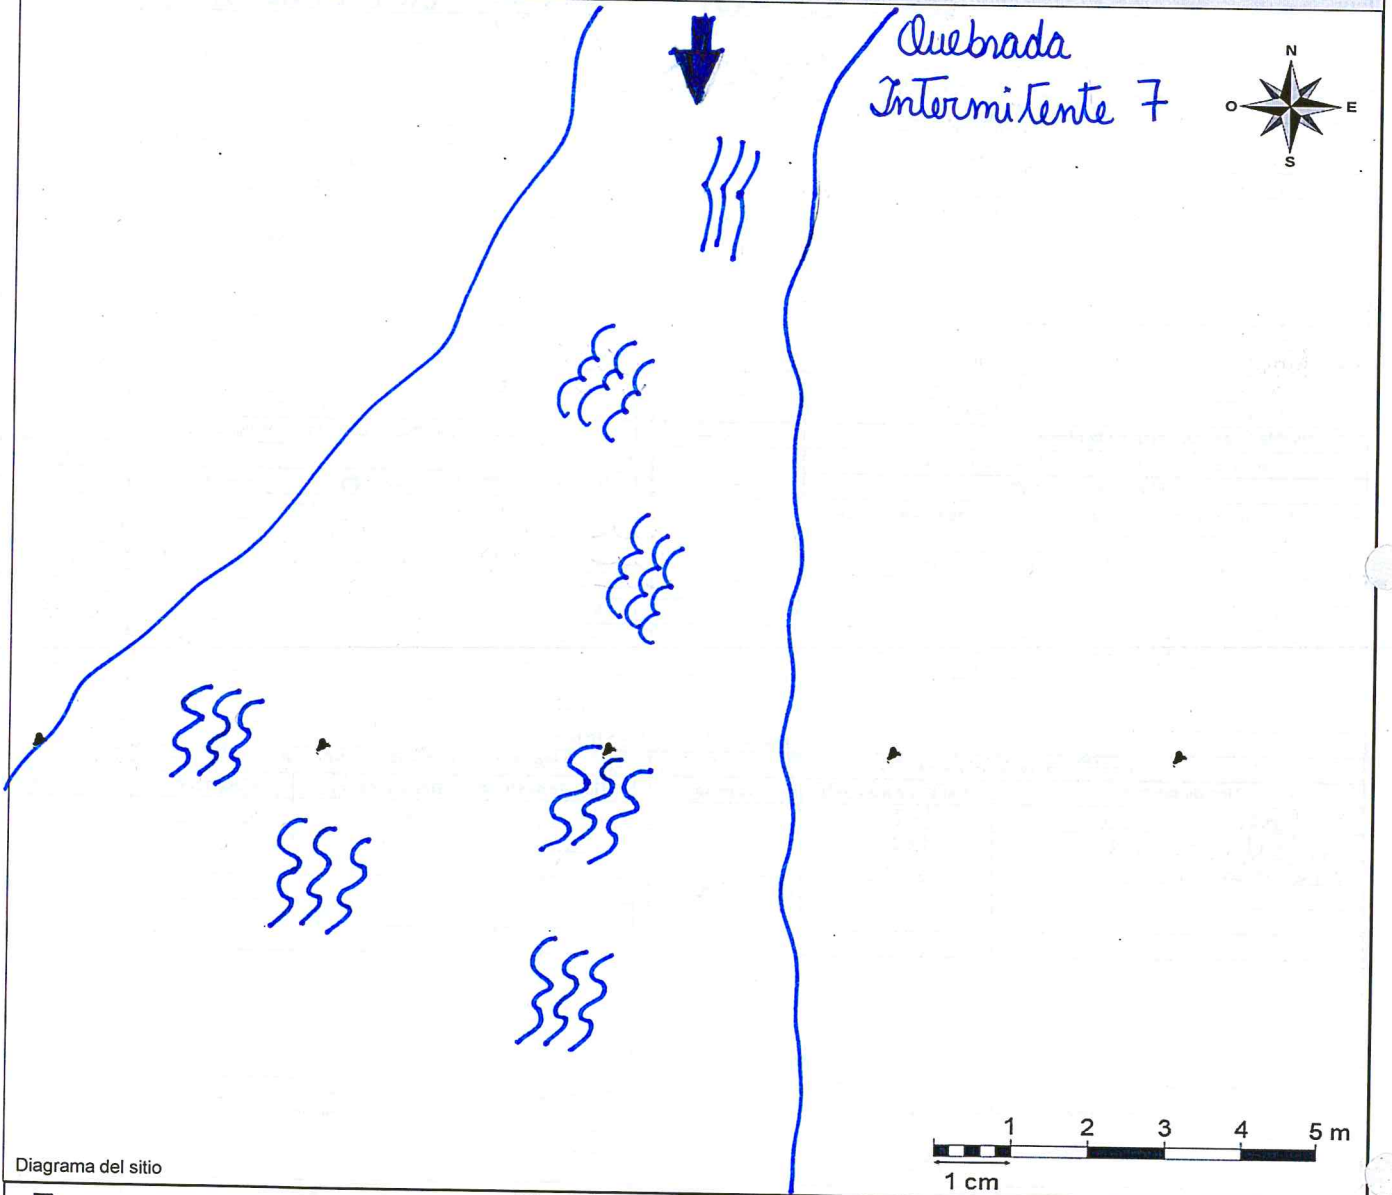 Quebrada
Intermitente 7
N
O E
S
1 2 3 4 5 m
1 cm
Diagrama del sitio